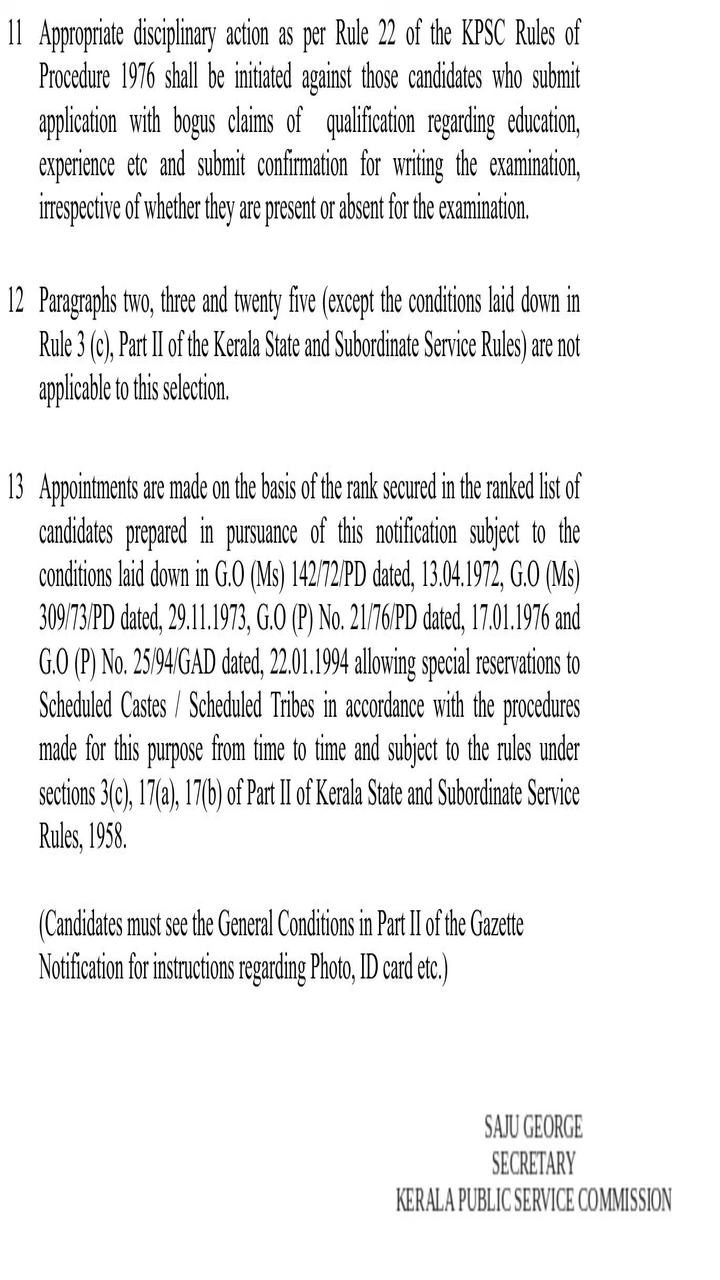 11 Appropriate disciplinary action as per Rule 22 of the KPSC Rules of
Procedure 1976 shall be initiated against those candidates who submit
application with bogus claims of qualification regarding education,
experience etc and submit confirmation for writing the examination,
irrespective of whether they are present or absent for the examination.
12 Paragraphs two, three and twenty five (except the conditions laid down in
Rule 3 (c), Part II of the Kerala State and Subordinate Service Rules) are not
applicable to this selection.
13 Appointments are made on the basis of the rank secured in the ranked list of
candidates prepared in pursuance of this notification subject to the
conditions laid down in G.O (Ms) 142/72/PD dated, 13.04.1972, G.O (Ms)
309/73/PD dated, 29.11.1973, G.O (P) No. 21/76/PD dated, 17.01.1976 and
G.O (P) No. 25/94/GAD dated, 22.01.1994 allowing special reservations to
Scheduled Castes / Scheduled Tribes in accordance with the procedures
made for this purpose from time to time and subject to the rules under
sections 3(c), 17(a), 17(b) of Part II of Kerala State and Subordinate Service
Rules, 1958.
(Candidates must see the General Conditions in Part II of the Gazette
Notification for instructions regarding Photo, ID card etc.)
SAJU GEORGE
SECRETARY
KERALA PUBLIC SERVICE COMMISSION